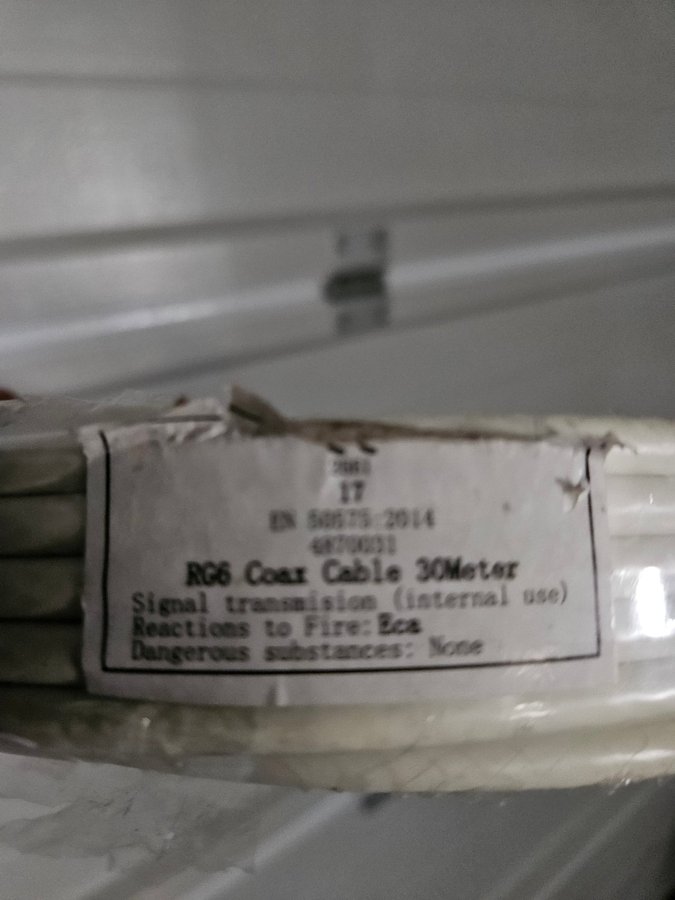 17
EN 50575:2014
4870031
RG6 Coax Cable 30Meter
Signal transmision (internal use)
Reactions to Fire: Eca
Dangerous substances: None